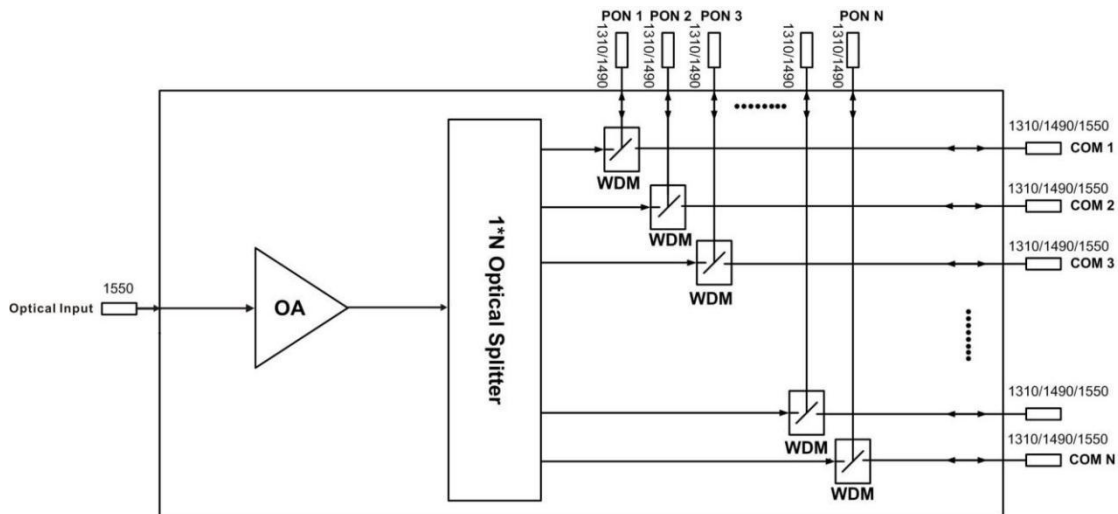 PON 1
PON 2
PON 3
PON N
1310/1490
1310/1490
1310/1490
1310/1490
1310/1490
1310/1490/1550
COM 1
WDM
1310/1490/1550
COM 2
WDM
1310/1490/1550
COM 3
WDM
1550
Optical Input
OA
1*N Optical Splitter
1310/1490/1550
WDM
1310/1490/1550
COM N
WDM